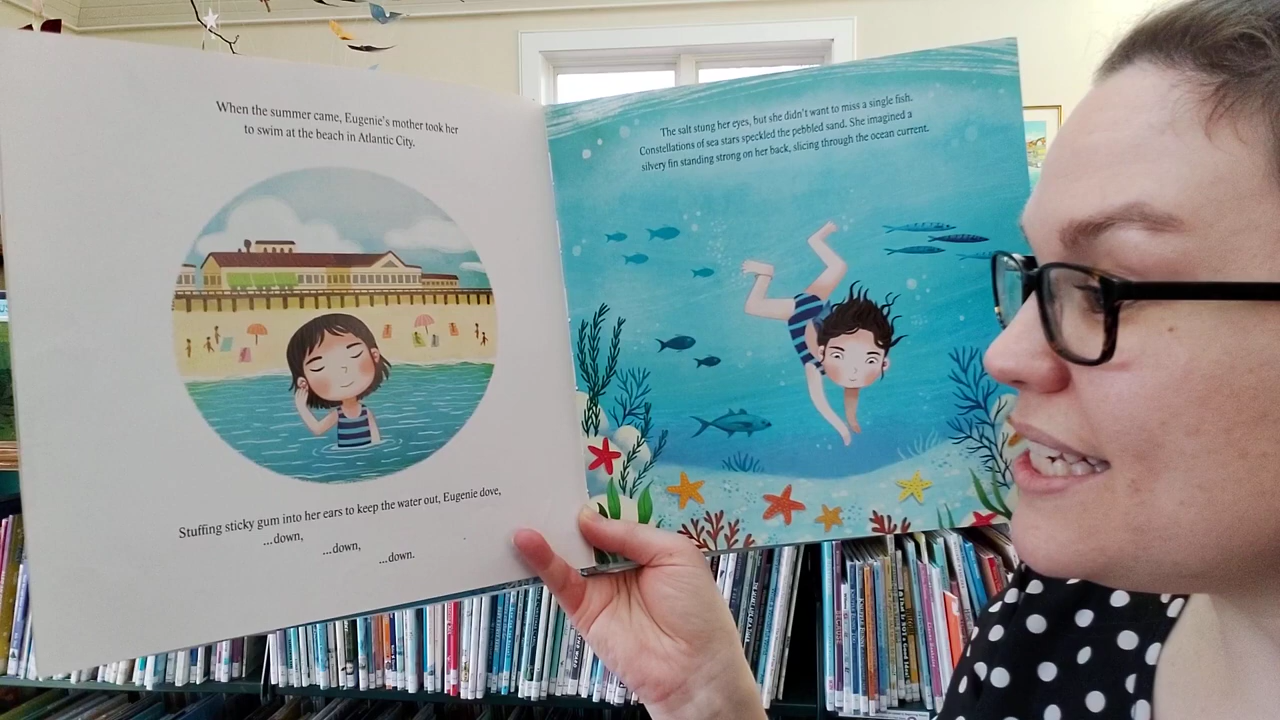 When the summer came, Eugenie's mother took her
to swim at the beach in Atlantic City.
Stuffing sticky gum into her ears to keep the water out, Eugenie dove,
...down,
...down,
...down.
The salt stung her eyes, but she didn't want to miss a single fish.
Constellations of sea stars speckled the pebbled sand. She imagined a
silvery fin standing strong on her back, slicing through the ocean current.